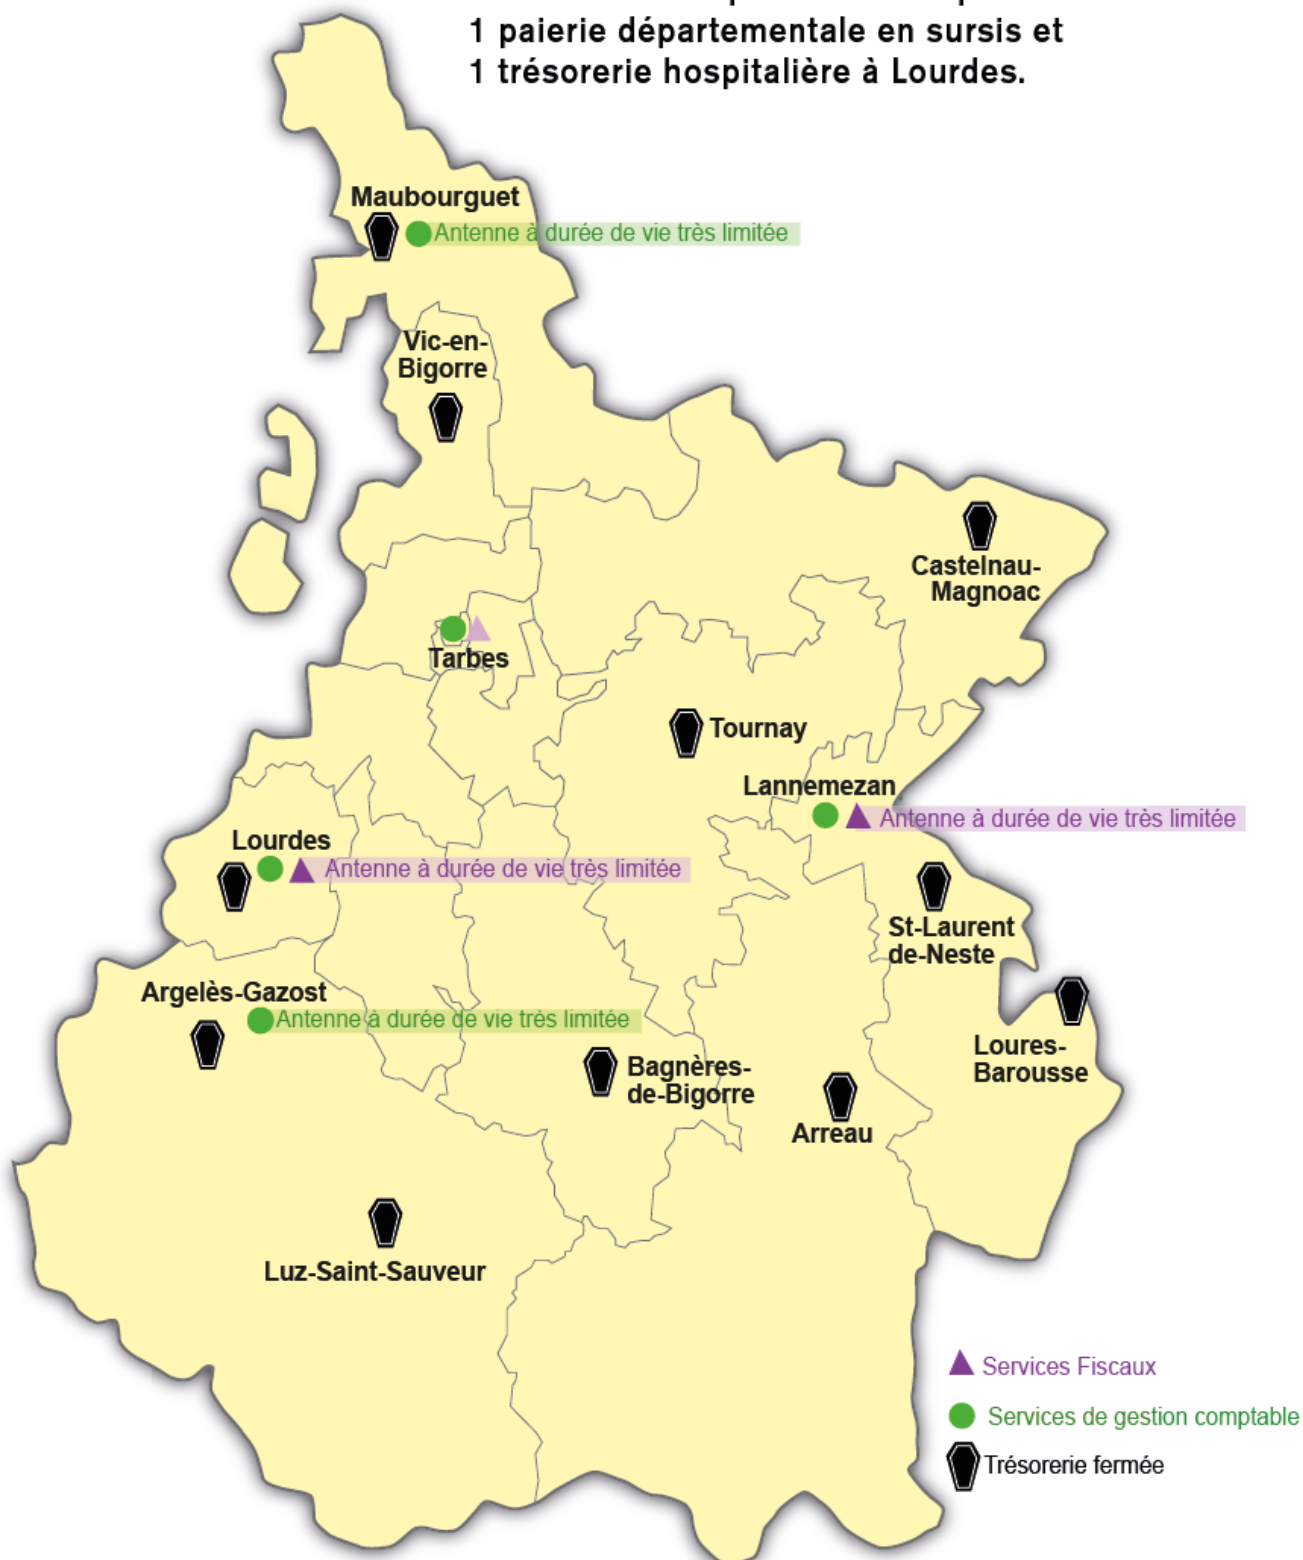 1 paierie départementale en sursis et
1 trésorerie hospitalière à Lourdes.
Maubourguet
Antenne à durée de vie très limitée
Vic-en-
Bigorre
Castelnau-
Magnoac
Tarbes
Tournay
Lannemezan
Antenne à durée de vie très limitée
Lourdes
Antenne à durée de vie très limitée
St-Laurent
de-Neste
Argelès-Gazost
Antenne à durée de vie très limitée
Loures-
Barousse
Bagnères-
de-Bigorre
Arreau
Luz-Saint-Sauveur
Services Fiscaux
Services de gestion comptable
Trésorerie fermée